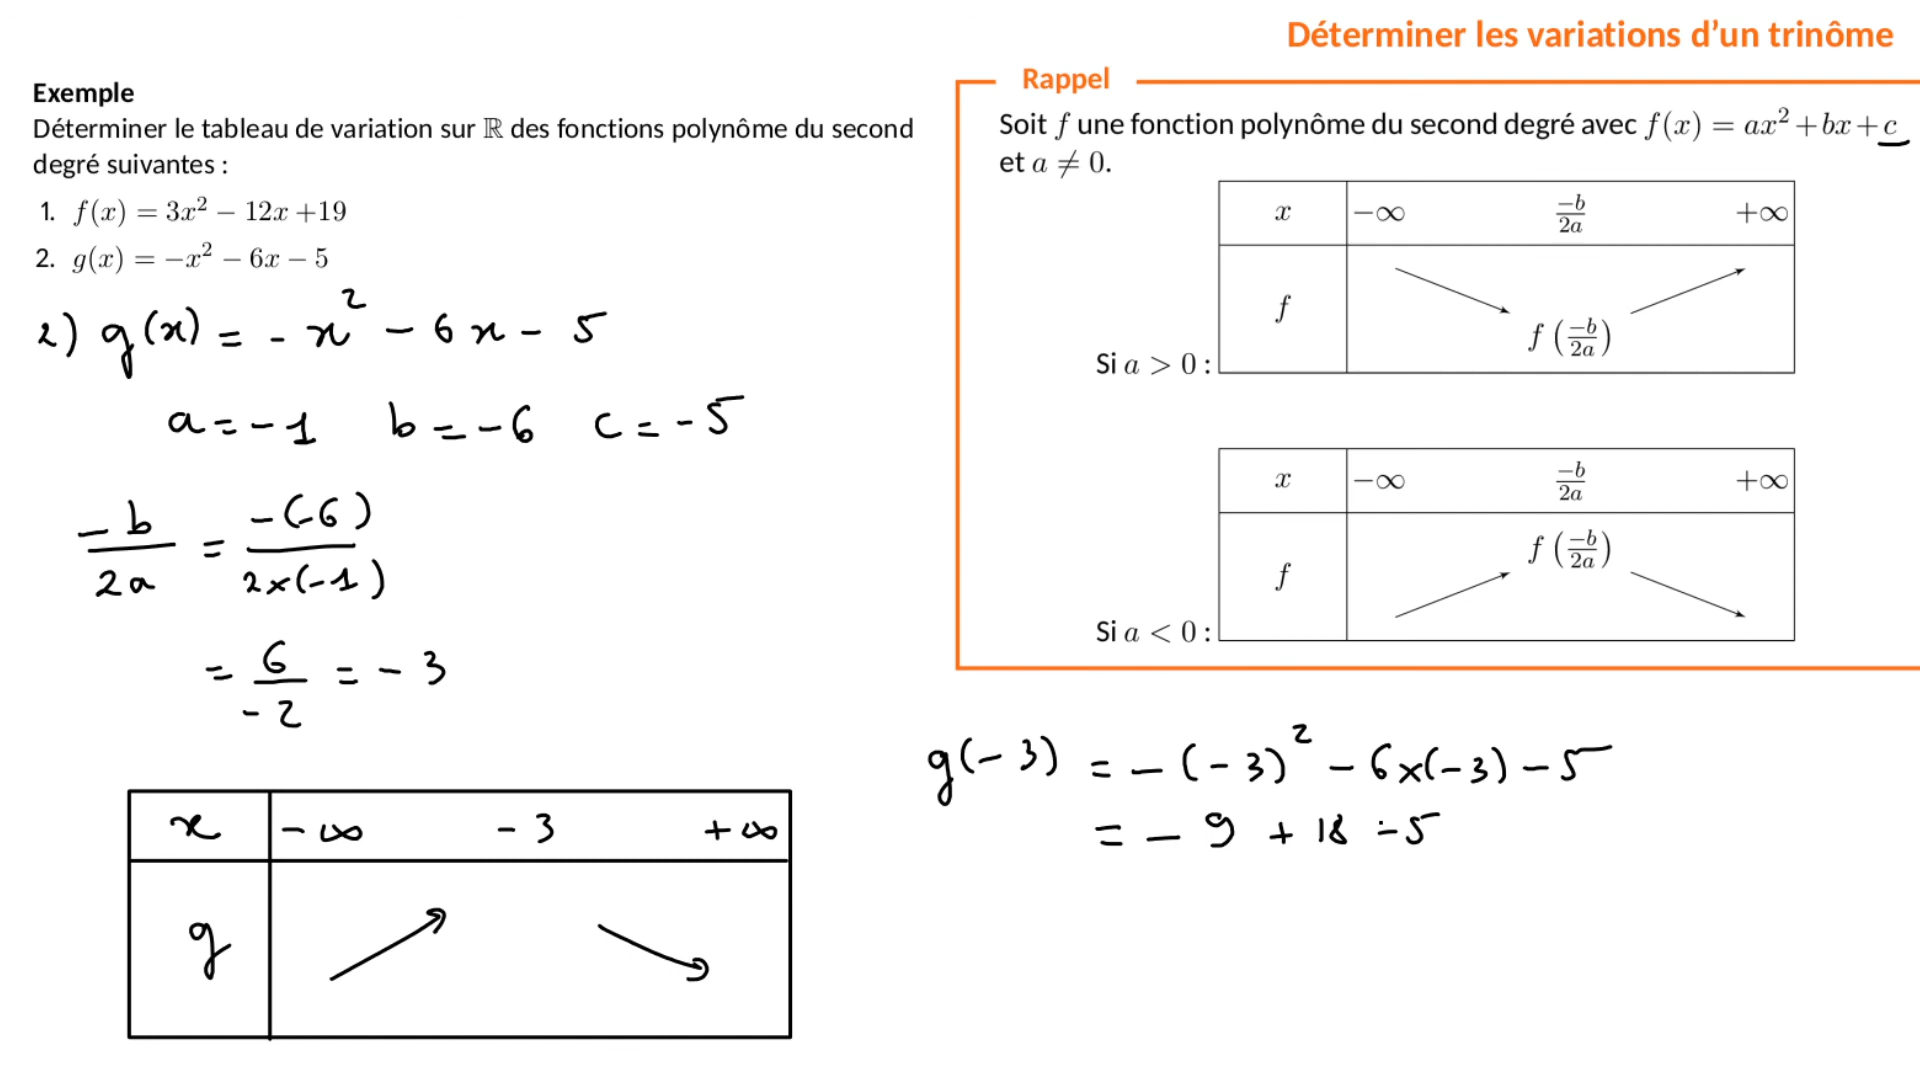 Déterminer les variations d’un trinôme
Exemple
Déterminer le tableau de variation sur ℝ des fonctions polynôme du second
degré suivantes :
1. f(x) = 3x² − 12x +19
2. g(x) = −x² − 6x − 5
2) g(x) = - x² - 6x - 5
a = -1 b = -6 c = -5
-b/2a = -(-6)/2×(-1)
= 6/-2 = -3
x -∞ -3 +∞
g
Rappel
Soit f une fonction polynôme du second degré avec f(x) = ax² + bx + c
et a ≠ 0.
x −∞ −b/2a +∞
f
f(−b/2a)
Si a > 0 :
x −∞ −b/2a +∞
f(−b/2a)
f
Si a < 0 :
g(-3) = -(-3)² - 6×(-3) - 5
= - 9 + 18 - 5